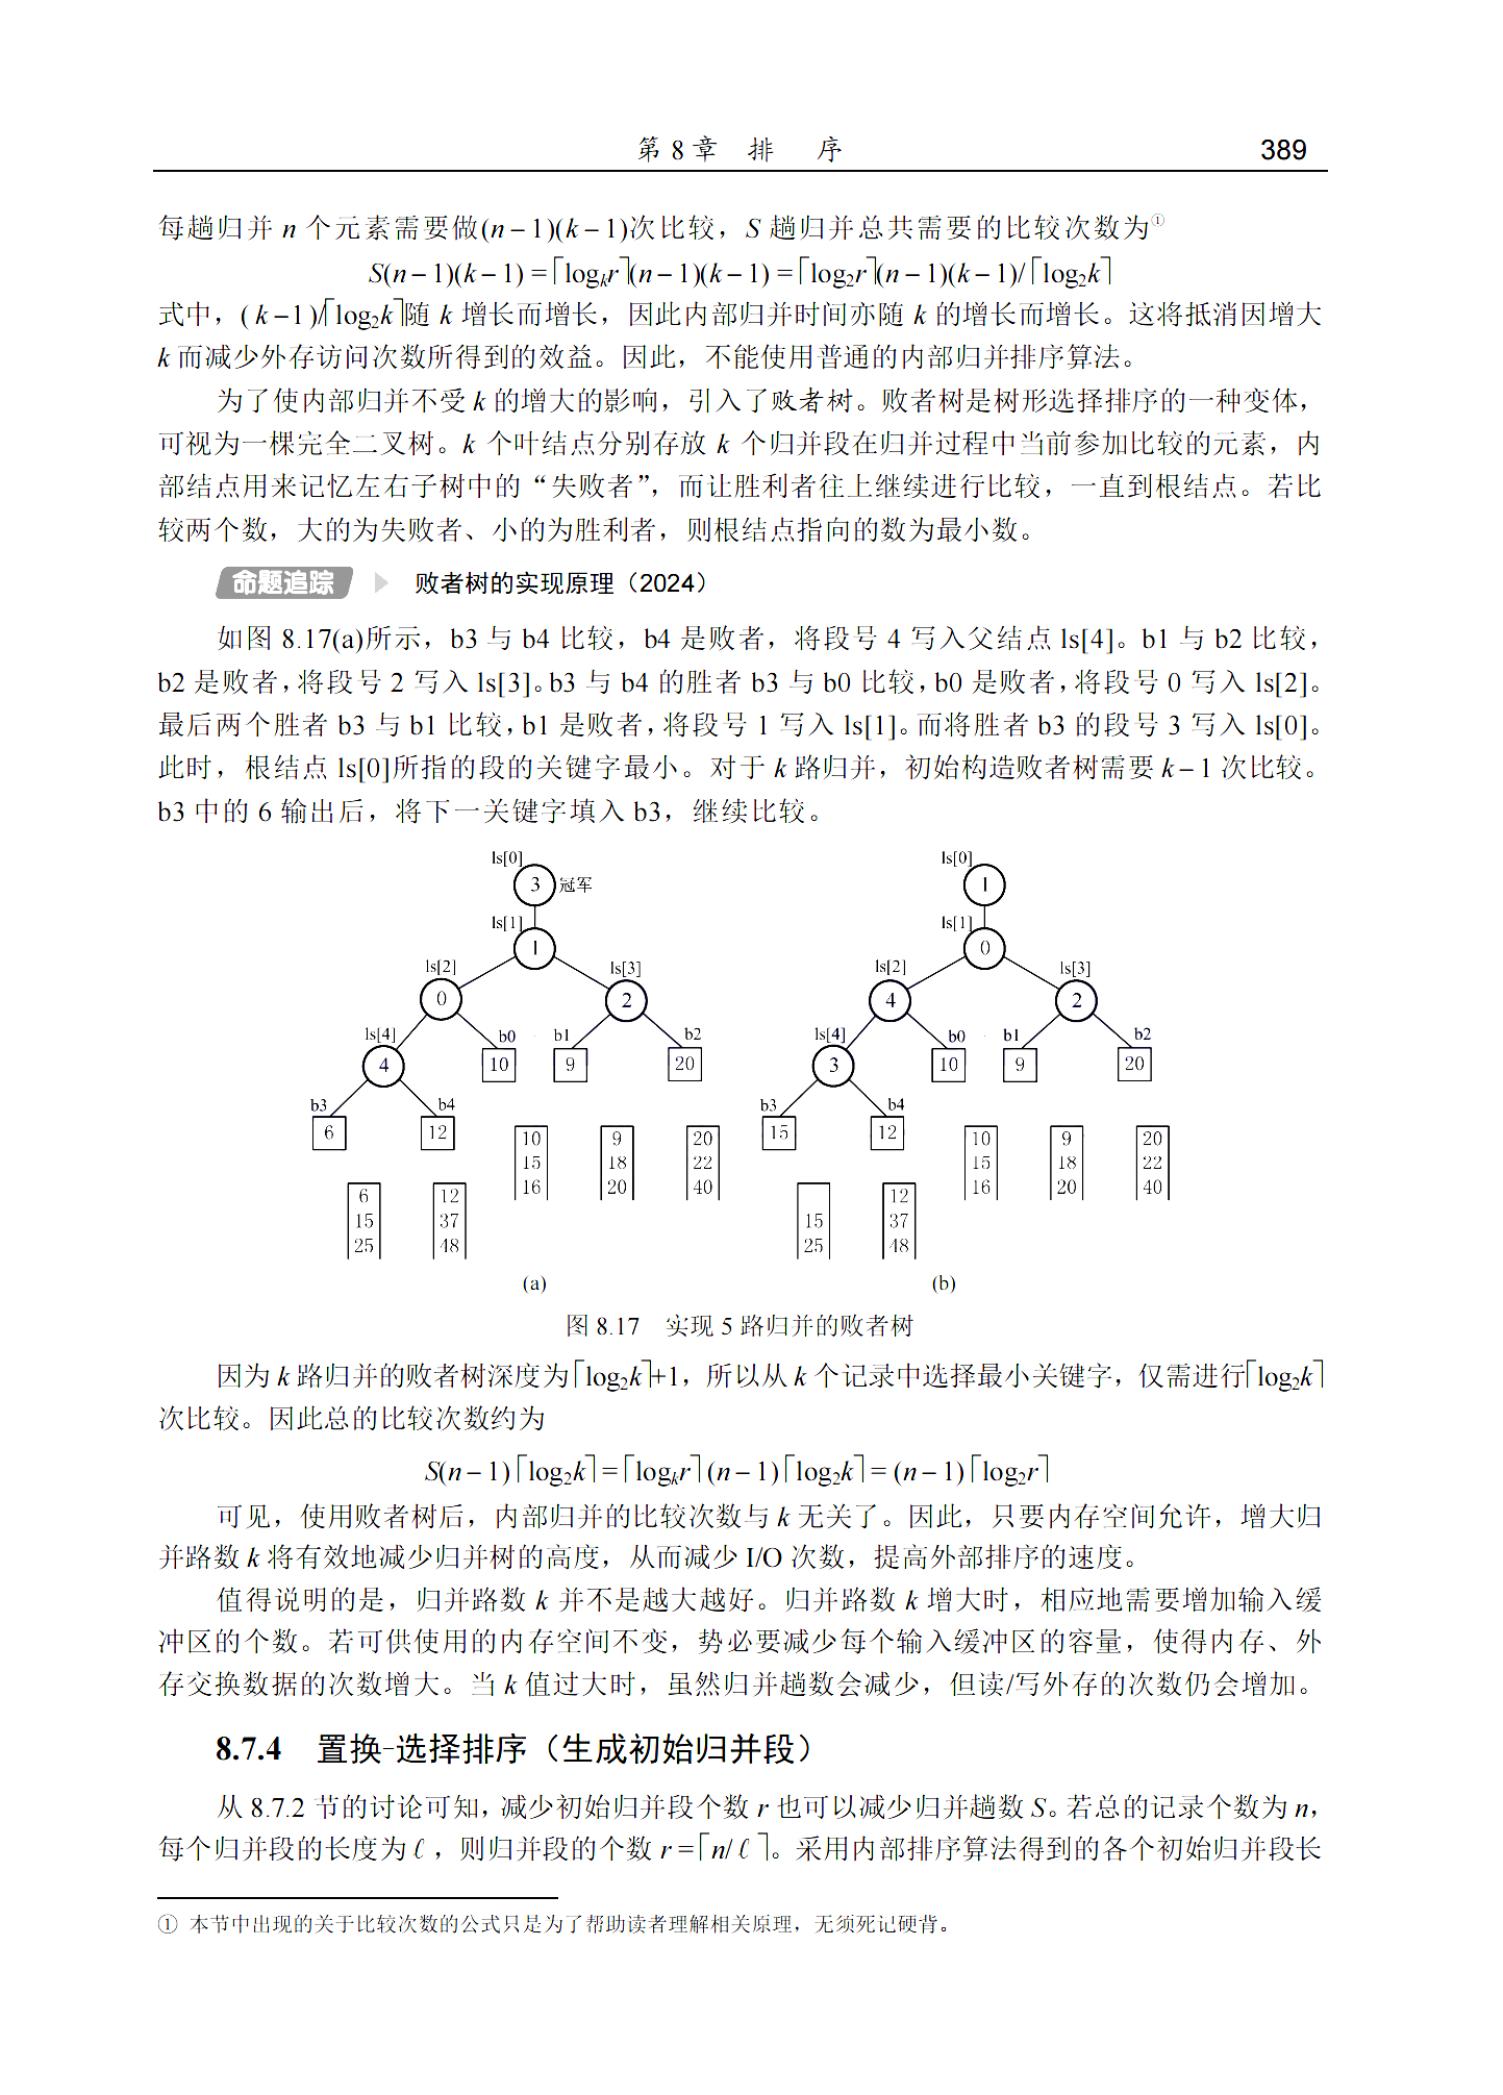 第 8 章 排 序 389
每趟归并 n 个元素需要做(n－1)(k－1)次比较，S 趟归并总共需要的比较次数为①
S(n－1)(k－1) =⌈logₖr⌉(n－1)(k－1) =⌈log₂r⌉(n－1)(k－1)/⌈log₂k⌉
式中，(k－1)/⌈log₂k⌉随 k 增长而增长，因此内部归并时间亦随 k 的增长而增长。这将抵消因增大
k 而减少外存访问次数所得到的效益。因此，不能使用普通的内部归并排序算法。
为了使内部归并不受 k 的增大的影响，引入了败者树。败者树是树形选择排序的一种变体，
可视为一棵完全二叉树。k 个叶结点分别存放 k 个归并段在归并过程中当前参加比较的元素，内
部结点用来记忆左右子树中的“失败者”，而让胜利者往上继续进行比较，一直到根结点。若比
较两个数，大的为失败者、小的为胜利者，则根结点指向的数为最小数。
命题追踪 败者树的实现原理（2024）
如图 8.17(a)所示，b3 与 b4 比较，b4 是败者，将段号 4 写入父结点 ls[4]。b1 与 b2 比较，
b2 是败者，将段号 2 写入 ls[3]。b3 与 b4 的胜者 b3 与 b0 比较，b0 是败者，将段号 0 写入 ls[2]。
最后两个胜者 b3 与 b1 比较，b1 是败者，将段号 1 写入 ls[1]。而将胜者 b3 的段号 3 写入 ls[0]。
此时，根结点 ls[0]所指的段的关键字最小。对于 k 路归并，初始构造败者树需要 k－1 次比较。
b3 中的 6 输出后，将下一关键字填入 b3，继续比较。
ls[0]
3 冠军
ls[1]
1
ls[2] ls[3]
0 2
ls[4] b0 b1 b2
4 10 9 20
b3 b4
6 12
10 9 20
15 18 22
16 20 40
6 12
15 37
25 48
(a)
ls[0]
1
ls[1]
0
ls[2] ls[3]
4 2
ls[4] b0 b1 b2
3 10 9 20
b3 b4
15 12
10 9 20
15 18 22
16 20 40
12
15 37
25 48
(b)
图 8.17 实现 5 路归并的败者树
因为 k 路归并的败者树深度为⌈log₂k⌉+1，所以从 k 个记录中选择最小关键字，仅需进行⌈log₂k⌉
次比较。因此总的比较次数约为
S(n－1)⌈log₂k⌉=⌈logₖr⌉(n－1)⌈log₂k⌉= (n－1)⌈log₂r⌉
可见，使用败者树后，内部归并的比较次数与 k 无关了。因此，只要内存空间允许，增大归
并路数 k 将有效地减少归并树的高度，从而减少 I/O 次数，提高外部排序的速度。
值得说明的是，归并路数 k 并不是越大越好。归并路数 k 增大时，相应地需要增加输入缓
冲区的个数。若可供使用的内存空间不变，势必要减少每个输入缓冲区的容量，使得内存、外
存交换数据的次数增大。当 k 值过大时，虽然归并趟数会减少，但读/写外存的次数仍会增加。
8.7.4 置换-选择排序（生成初始归并段）
从 8.7.2 节的讨论可知，减少初始归并段个数 r 也可以减少归并趟数 S。若总的记录个数为 n，
每个归并段的长度为 ℓ，则归并段的个数 r =⌈n/ ℓ⌉。采用内部排序算法得到的各个初始归并段长
① 本节中出现的关于比较次数的公式只是为了帮助读者理解相关原理，无须死记硬背。